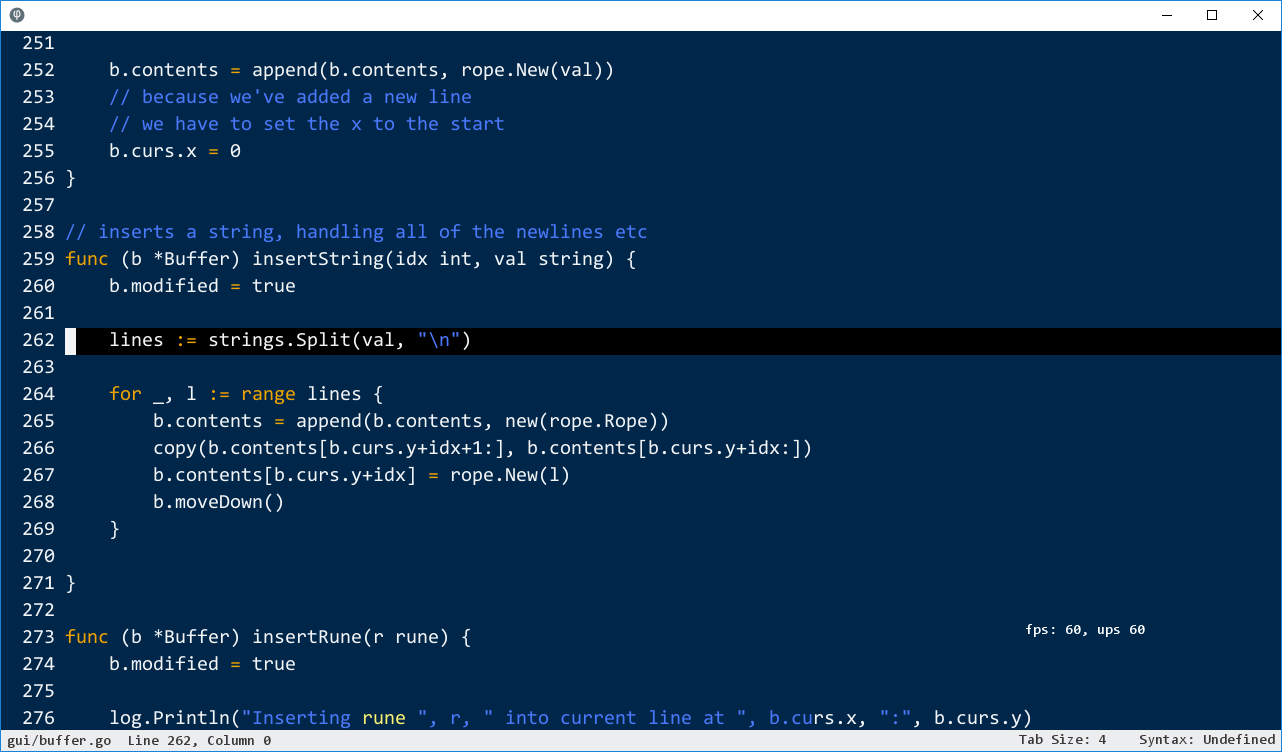 φ
251
252     b.contents = append(b.contents, rope.New(val))
253     // because we've added a new line
254     // we have to set the x to the start
255     b.curs.x = 0
256 }
257
258 // inserts a string, handling all of the newlines etc
259 func (b *Buffer) insertString(idx int, val string) {
260     b.modified = true
261
262     lines := strings.Split(val, "\n")
263
264     for _, l := range lines {
265         b.contents = append(b.contents, new(rope.Rope))
266         copy(b.contents[b.curs.y+idx+1:], b.contents[b.curs.y+idx:])
267         b.contents[b.curs.y+idx] = rope.New(l)
268         b.moveDown()
269     }
270
271 }
272
273 func (b *Buffer) insertRune(r rune) {
fps: 60, ups 60
274     b.modified = true
275
276     log.Println("Inserting rune ", r, " into current line at ", b.curs.x, ":", b.curs.y)
gui/buffer.go  Line 262, Column 0
Tab Size: 4    Syntax: Undefined